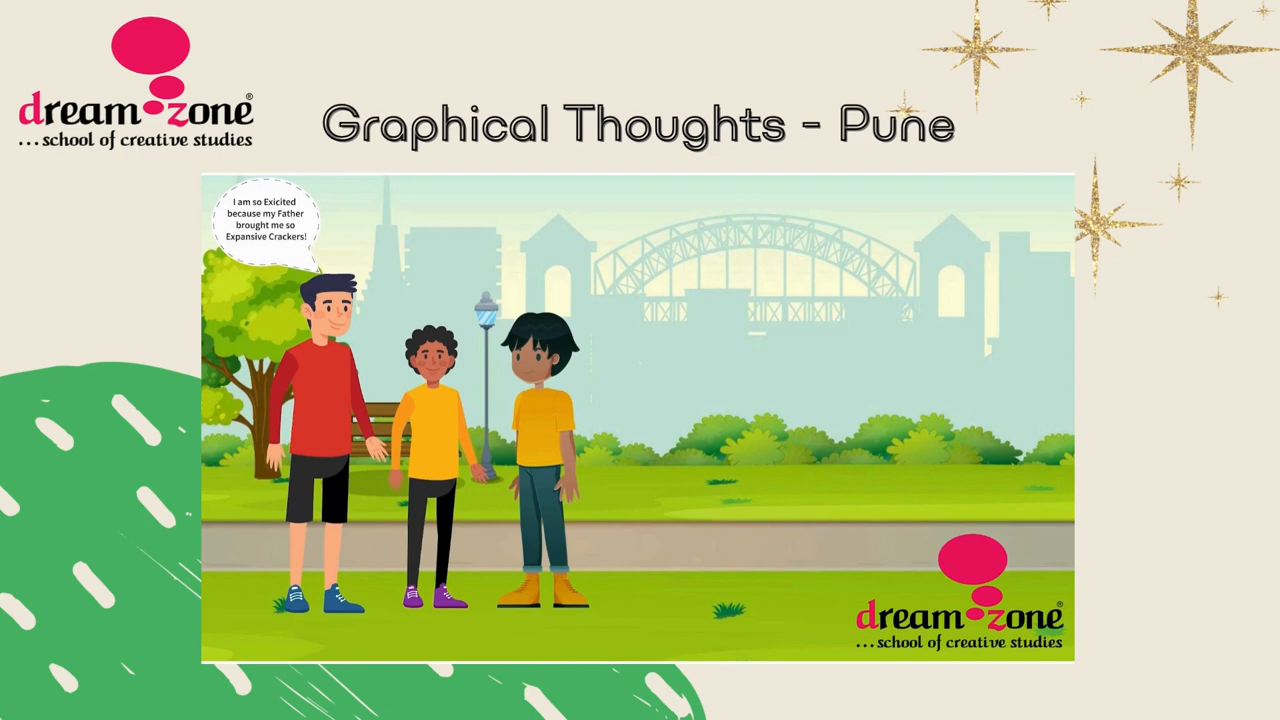 dream zone®
...school of creative studies
Graphical Thoughts - Pune
I am so Exicited
because my Father
brought me so
Expansive Crackers!
dream zone®
...school of creative studies